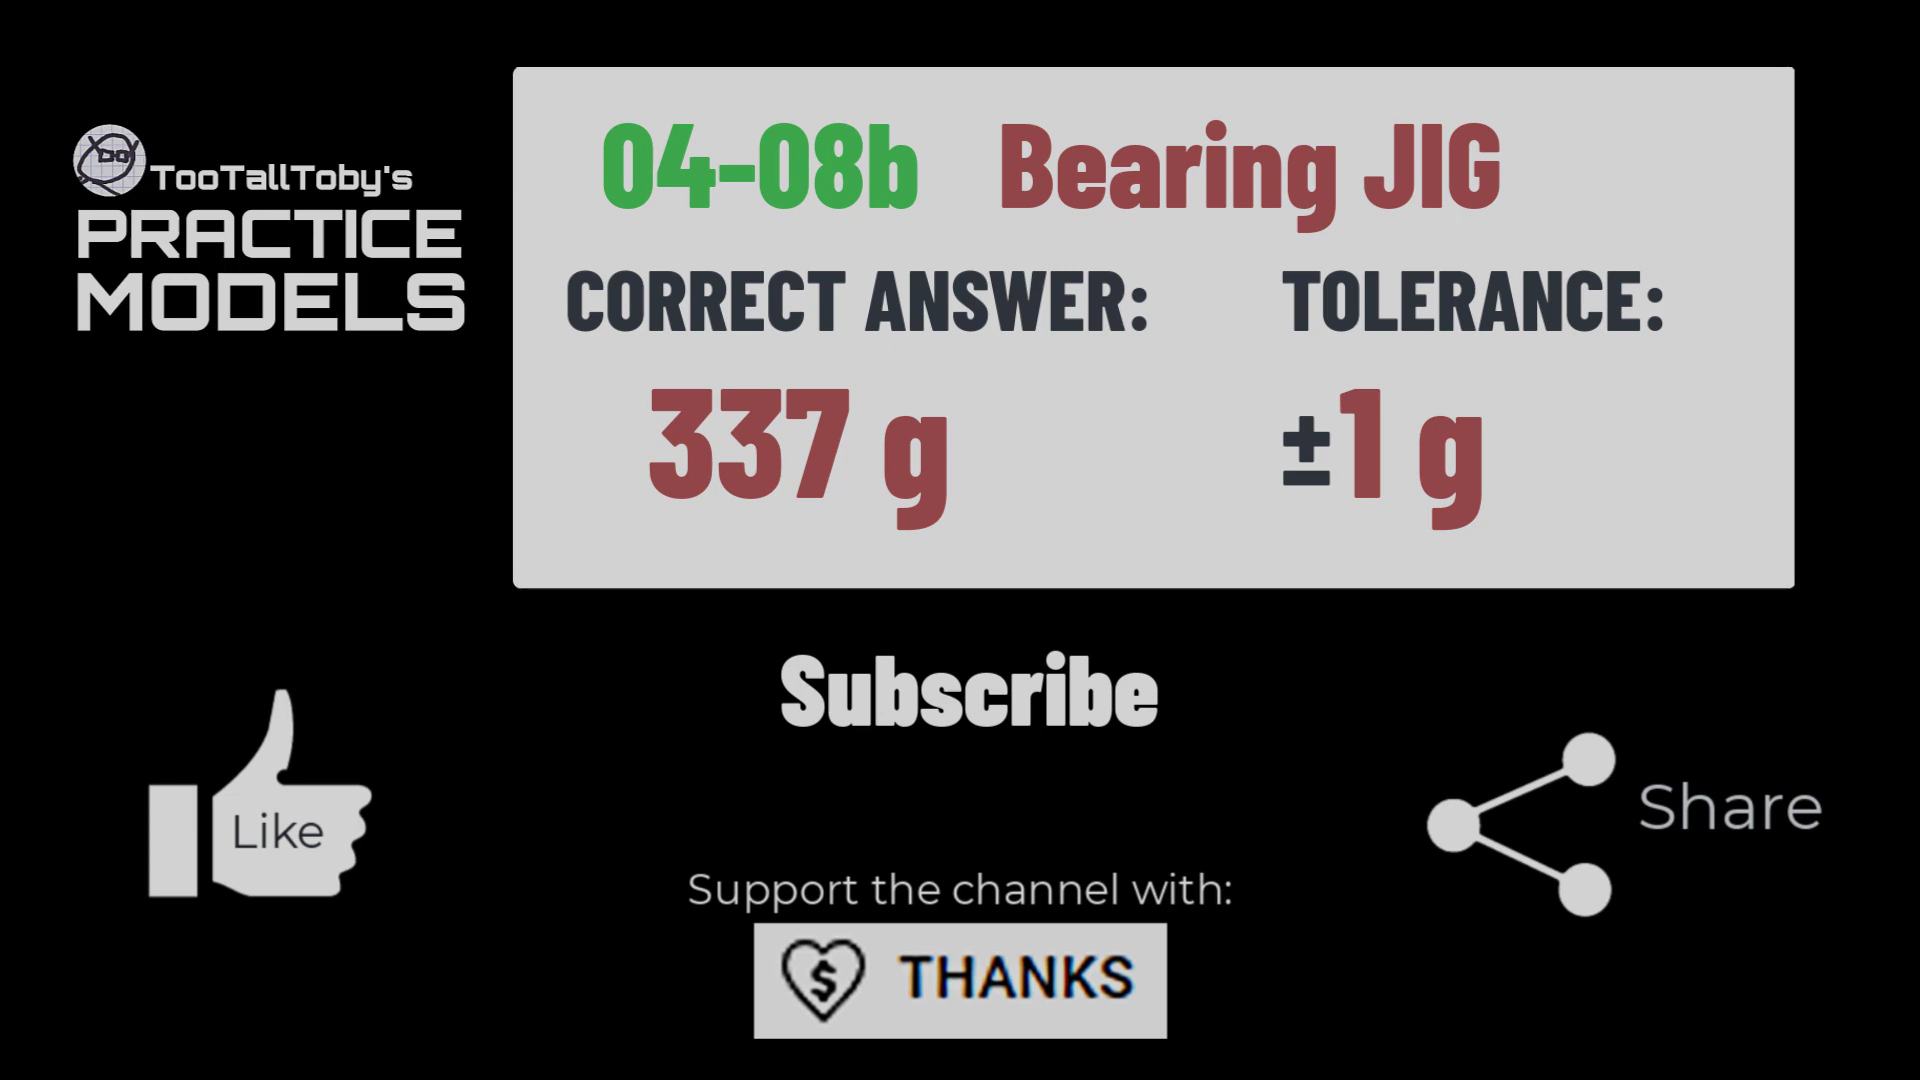 TooTallToby's
PRACTICE
MODELS
04-08b Bearing JIG
CORRECT ANSWER: TOLERANCE:
337 g ±1 g
Subscribe
Like
Share
Support the channel with:
$ THANKS